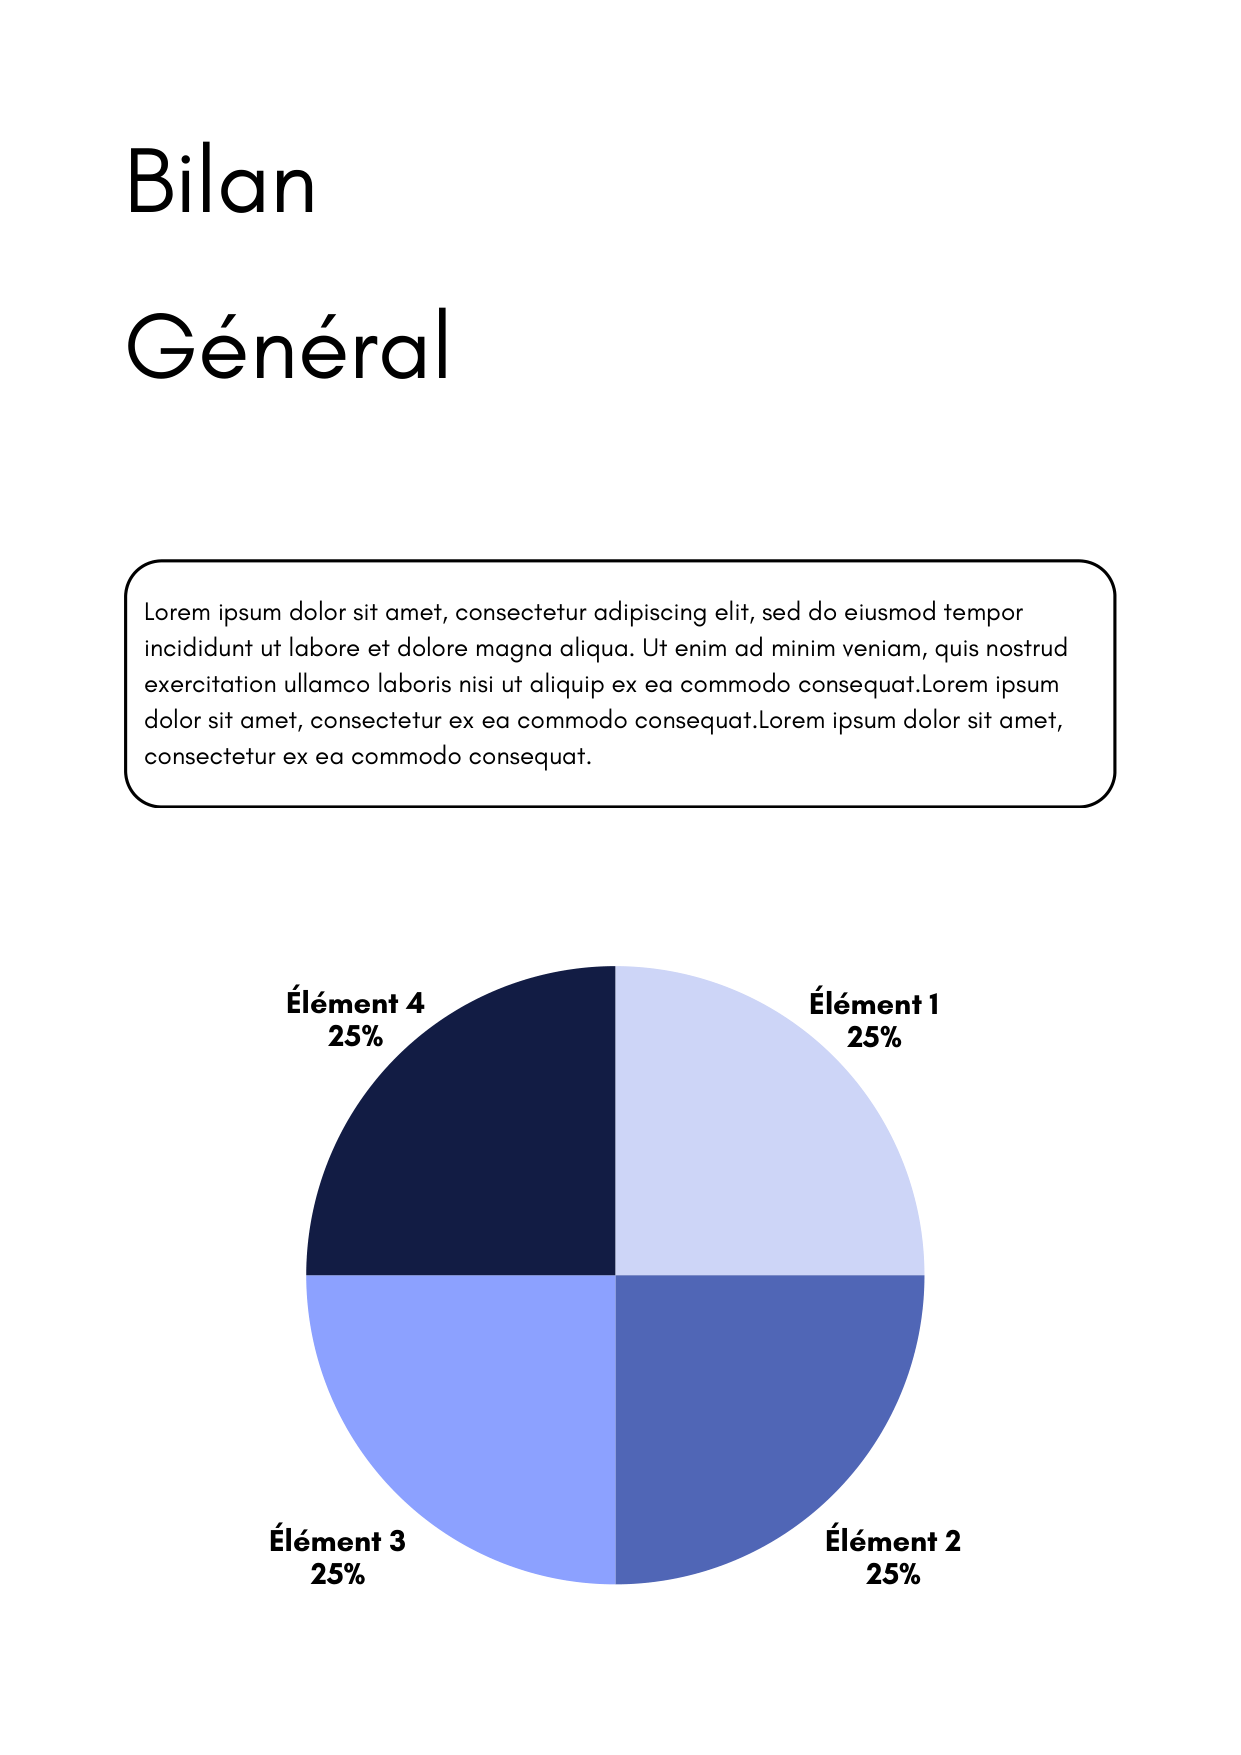 Bilan
Général
Lorem ipsum dolor sit amet, consectetur adipiscing elit, sed do eiusmod tempor
incididunt ut labore et dolore magna aliqua. Ut enim ad minim veniam, quis nostrud
exercitation ullamco laboris nisi ut aliquip ex ea commodo consequat.Lorem ipsum
dolor sit amet, consectetur ex ea commodo consequat.Lorem ipsum dolor sit amet,
consectetur ex ea commodo consequat.
Élément 4
25%
Élément 1
25%
Élément 3
25%
Élément 2
25%